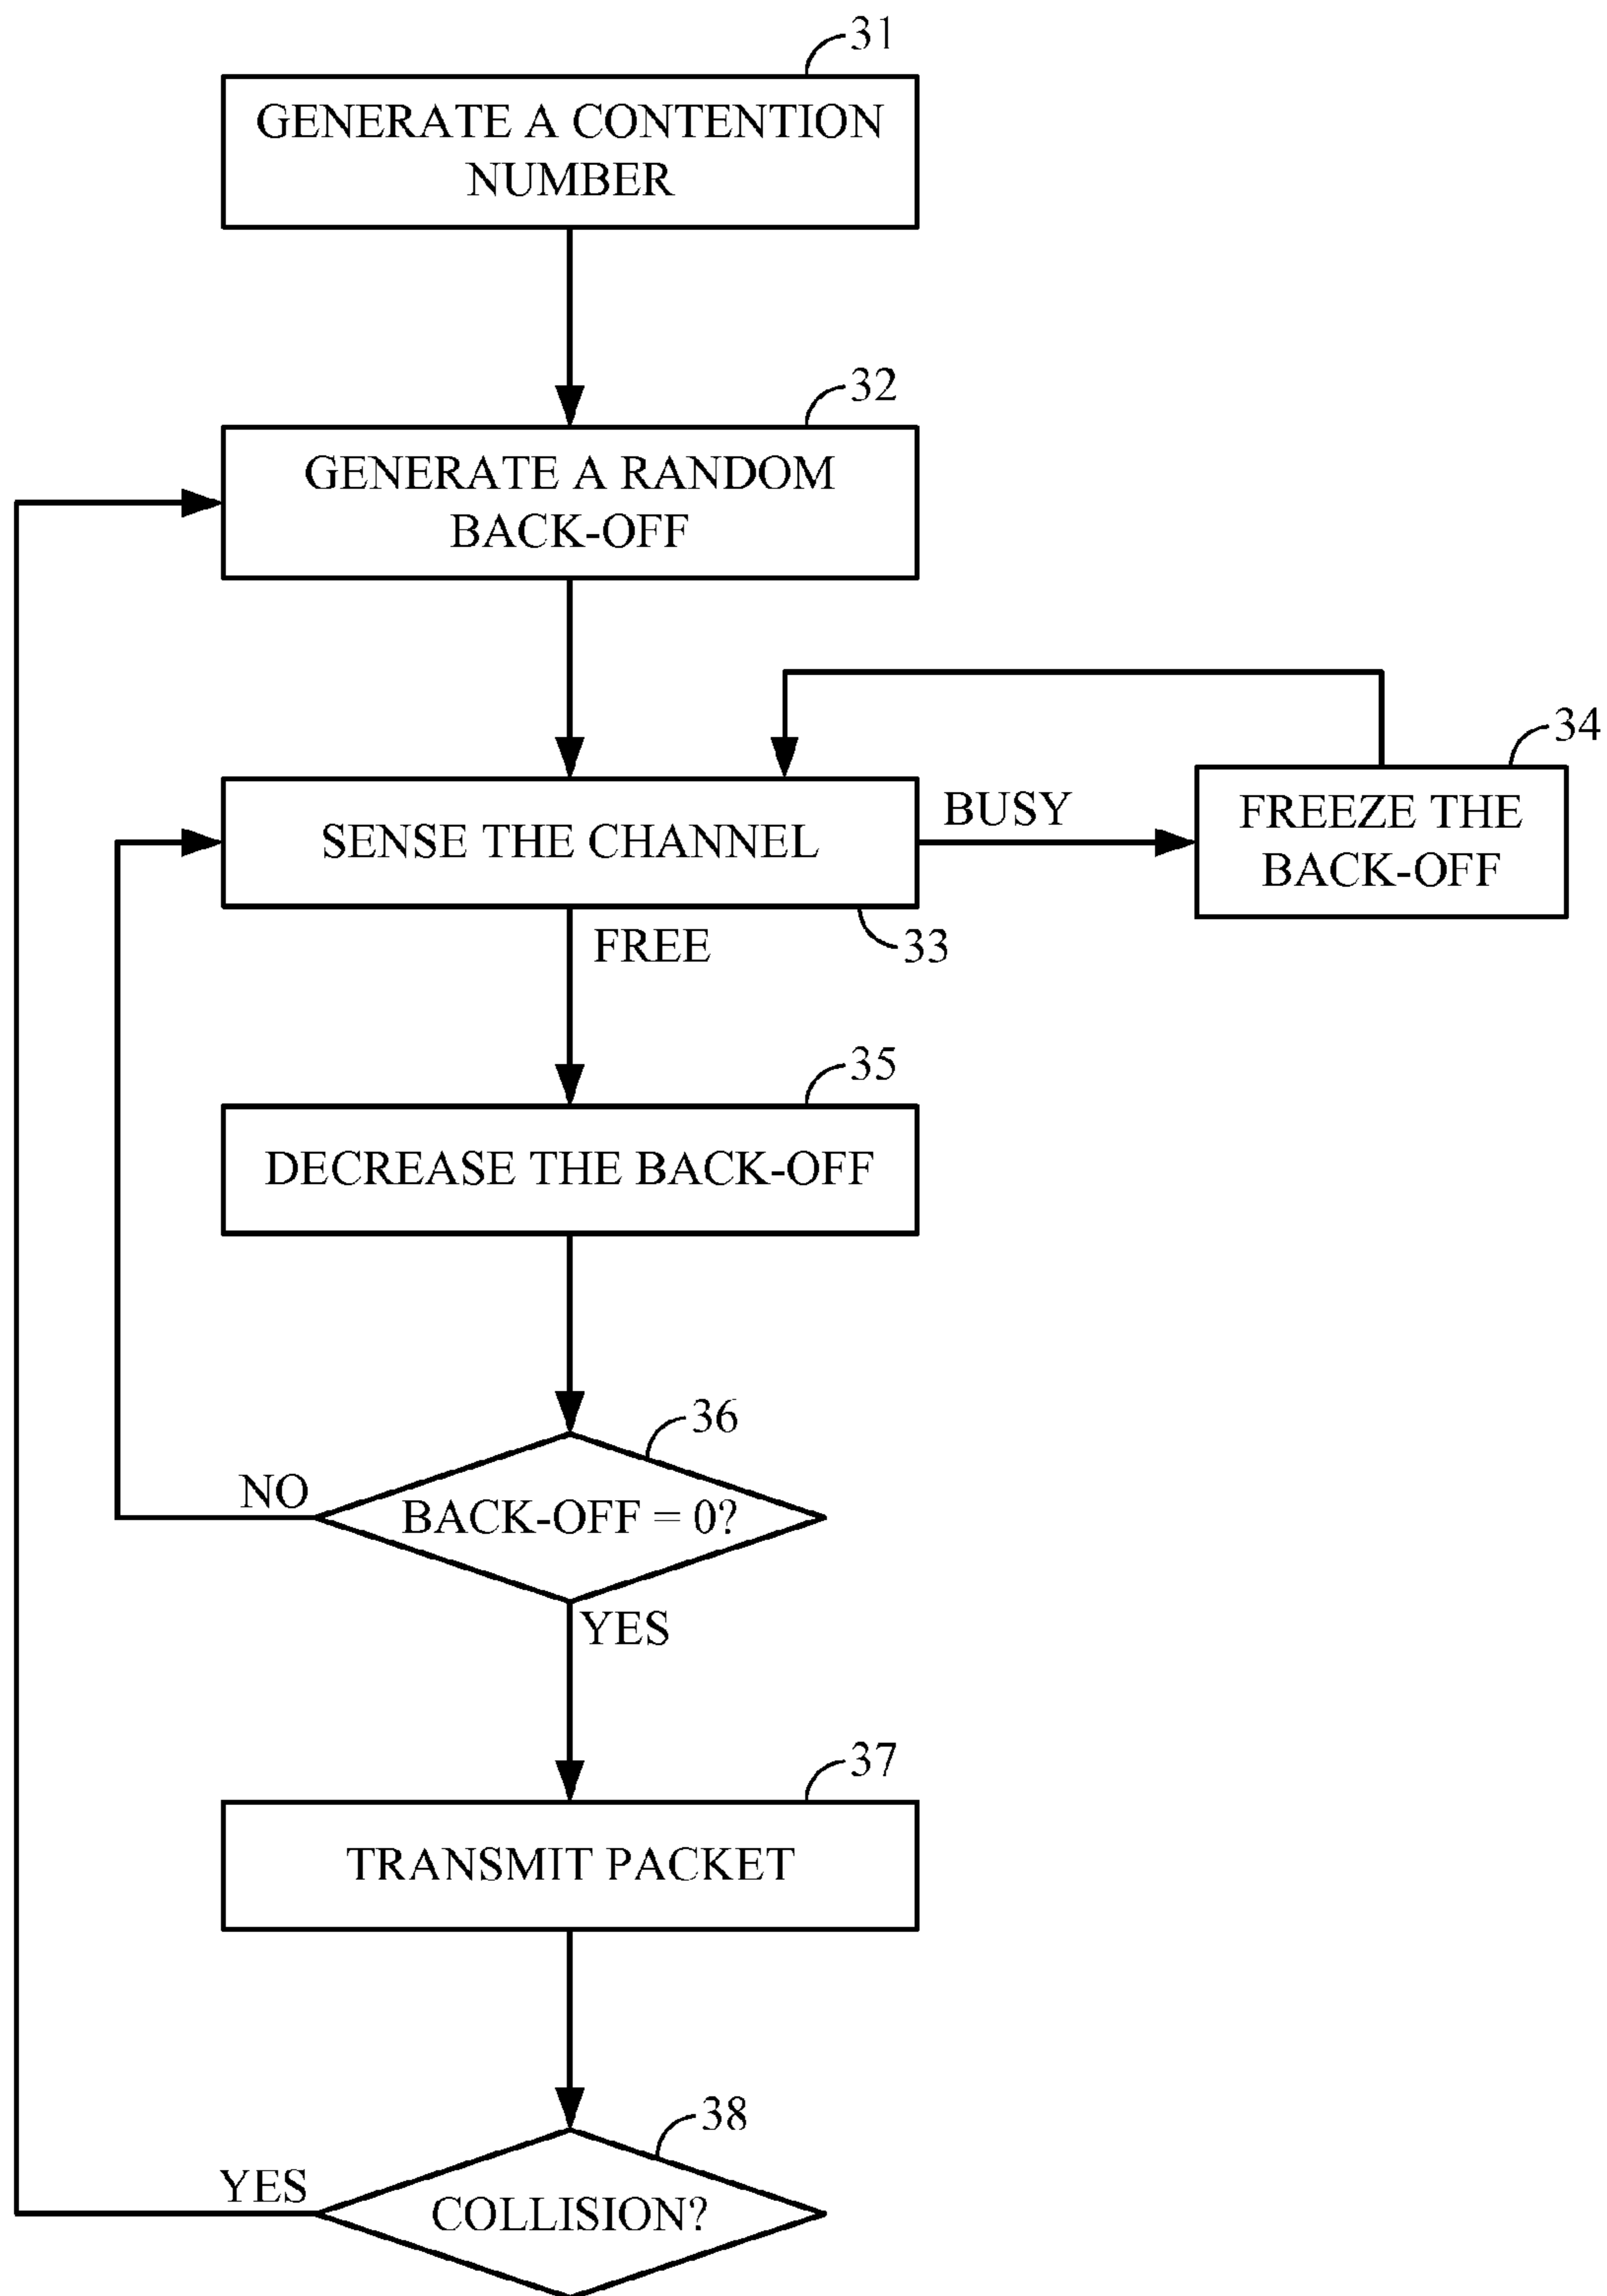 31
GENERATE A CONTENTION
NUMBER
32
GENERATE A RANDOM
BACK-OFF
34
SENSE THE CHANNEL
BUSY
FREEZE THE
BACK-OFF
FREE
33
35
DECREASE THE BACK-OFF
36
NO
BACK-OFF = 0?
YES
37
TRANSMIT PACKET
38
YES
COLLISION?